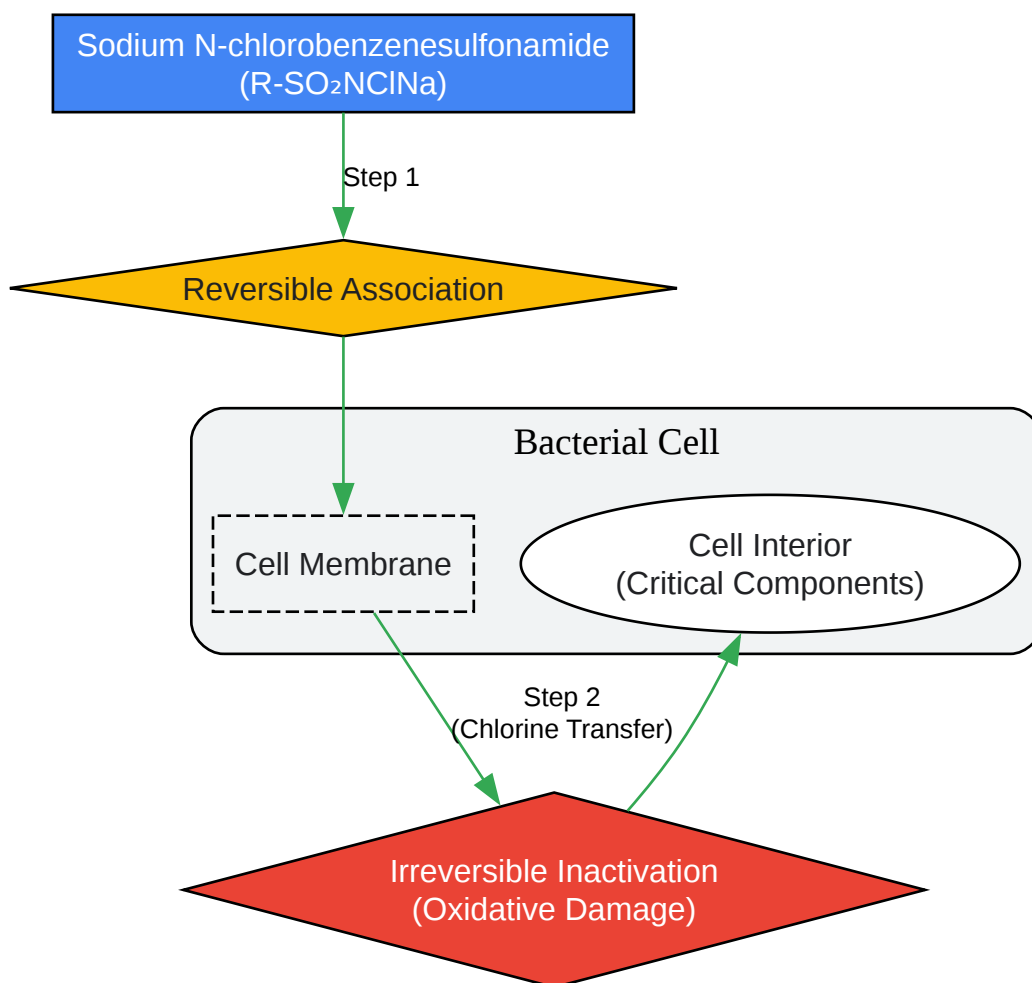 Sodium N-chlorobenzenesulfonamide
(R-SO₂NClNa)
Step 1
Reversible Association
Bacterial Cell
Cell Membrane
Cell Interior
(Critical Components)
Step 2
(Chlorine Transfer)
Irreversible Inactivation
(Oxidative Damage)